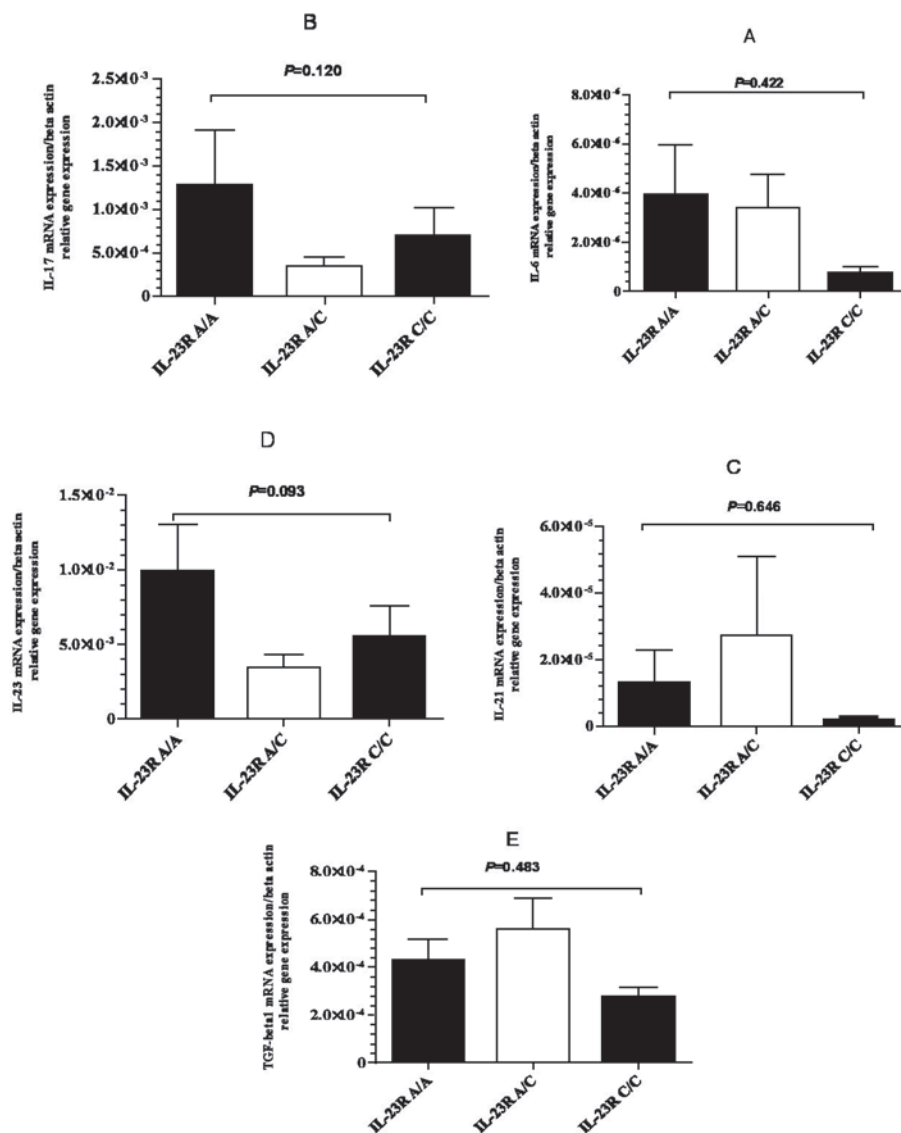 B
P=0.120
IL-17 mRNA expression/beta actin
relative gene expression
2.5×10⁻³
2.0×10⁻³
1.5×10⁻³
1.0×10⁻³
5.0×10⁻⁴
0
IL-23R A/A
IL-23R A/C
IL-23R C/C
A
P=0.422
IL-6 mRNA expression/beta actin
relative gene expression
8.0×10⁻⁶
6.0×10⁻⁶
4.0×10⁻⁶
2.0×10⁻⁶
0
IL-23R A/A
IL-23R A/C
IL-23R C/C
D
P=0.093
IL-23 mRNA expression/beta actin
relative gene expression
1.5×10⁻²
1.0×10⁻²
5.0×10⁻³
0
IL-23R A/A
IL-23R A/C
IL-23R C/C
C
P=0.646
IL-21 mRNA expression/beta actin
relative gene expression
6.0×10⁻⁵
4.0×10⁻⁵
2.0×10⁻⁵
0
IL-23R A/A
IL-23R A/C
IL-23R C/C
E
P=0.483
TGF-beta1 mRNA expression/beta actin
relative gene expression
8.0×10⁻⁴
6.0×10⁻⁴
4.0×10⁻⁴
2.0×10⁻⁴
0
IL-23R A/A
IL-23R A/C
IL-23R C/C